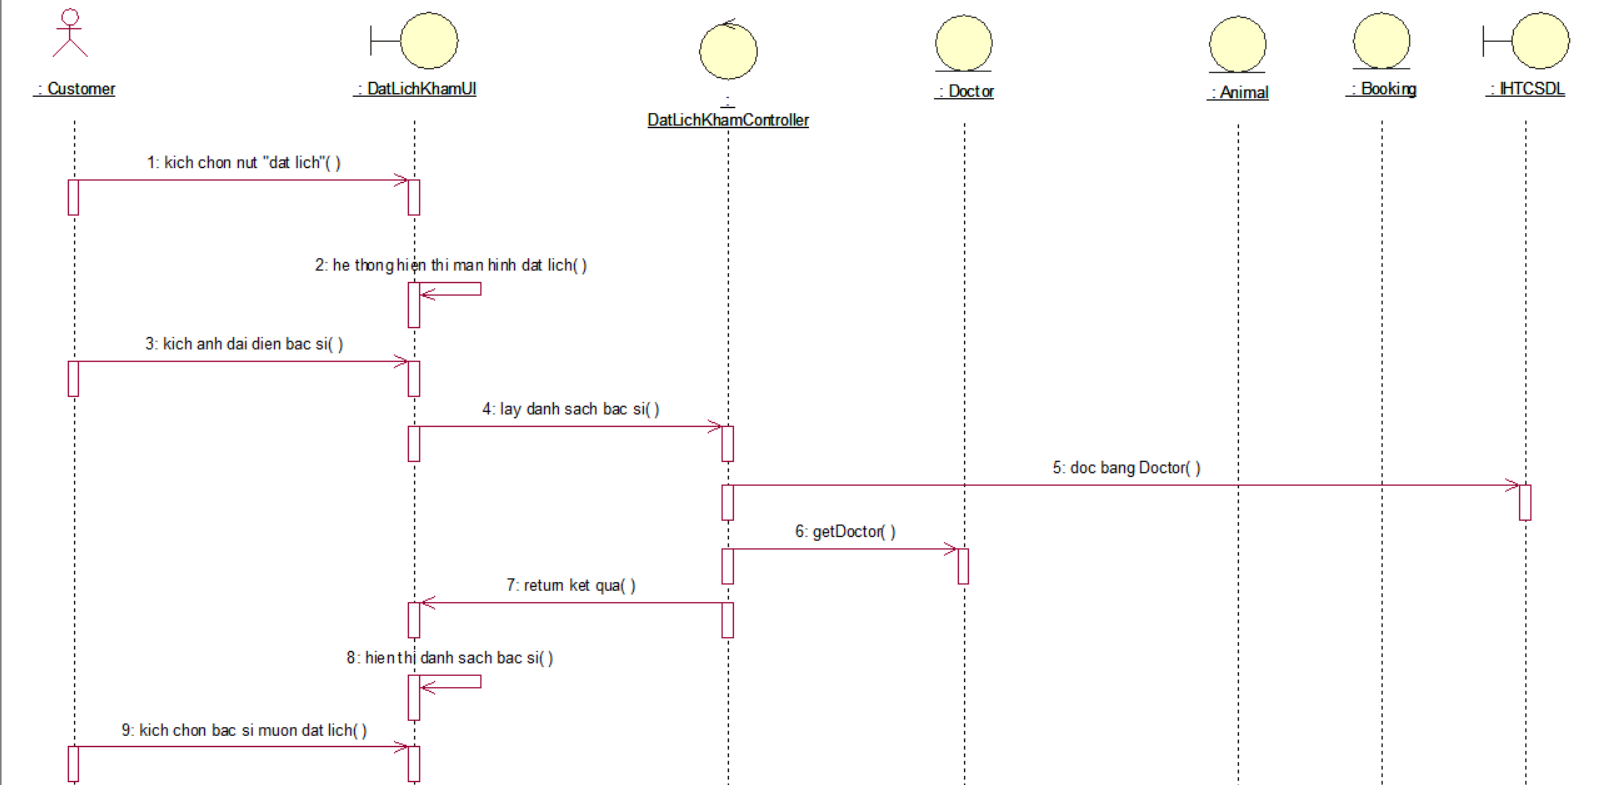 : Customer
: DatLichKhamUI
:
DatLichKhamController
: Doctor
: Animal
: Booking
: IHTCSDL
1: kich chon nut "dat lich"( )
2: he thong hien thi man hinh dat lich( )
3: kich anh dai dien bac si( )
4: lay danh sach bac si( )
5: doc bang Doctor( )
6: getDoctor( )
7: return ket qua( )
8: hien thi danh sach bac si( )
9: kich chon bac si muon dat lich( )